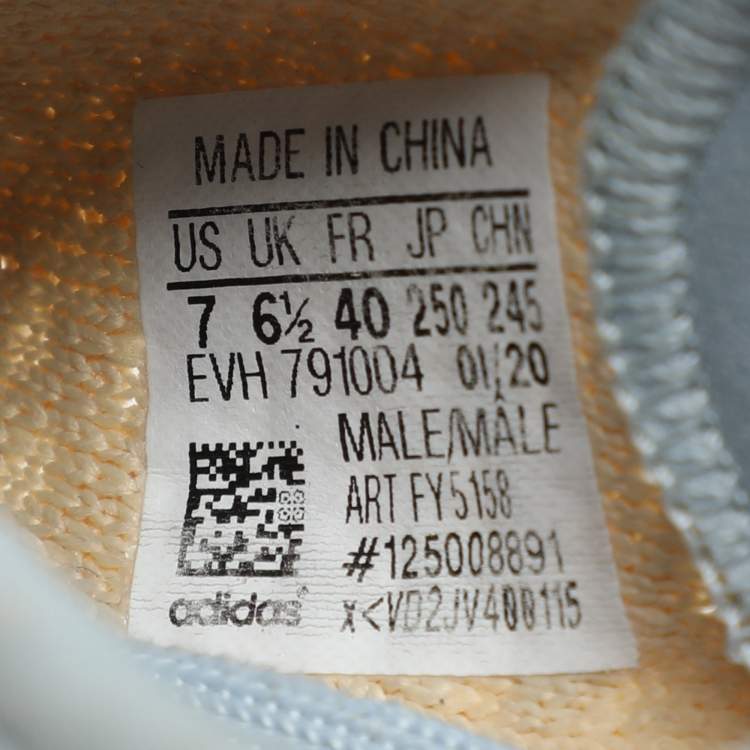 MADE IN CHINA
US UK FR JP CHN
7 6½ 40 250 245
EVH 791004 01/20
MALE/MÂLE
ART FY5158
#125008891
adidas x<VD2JV400115